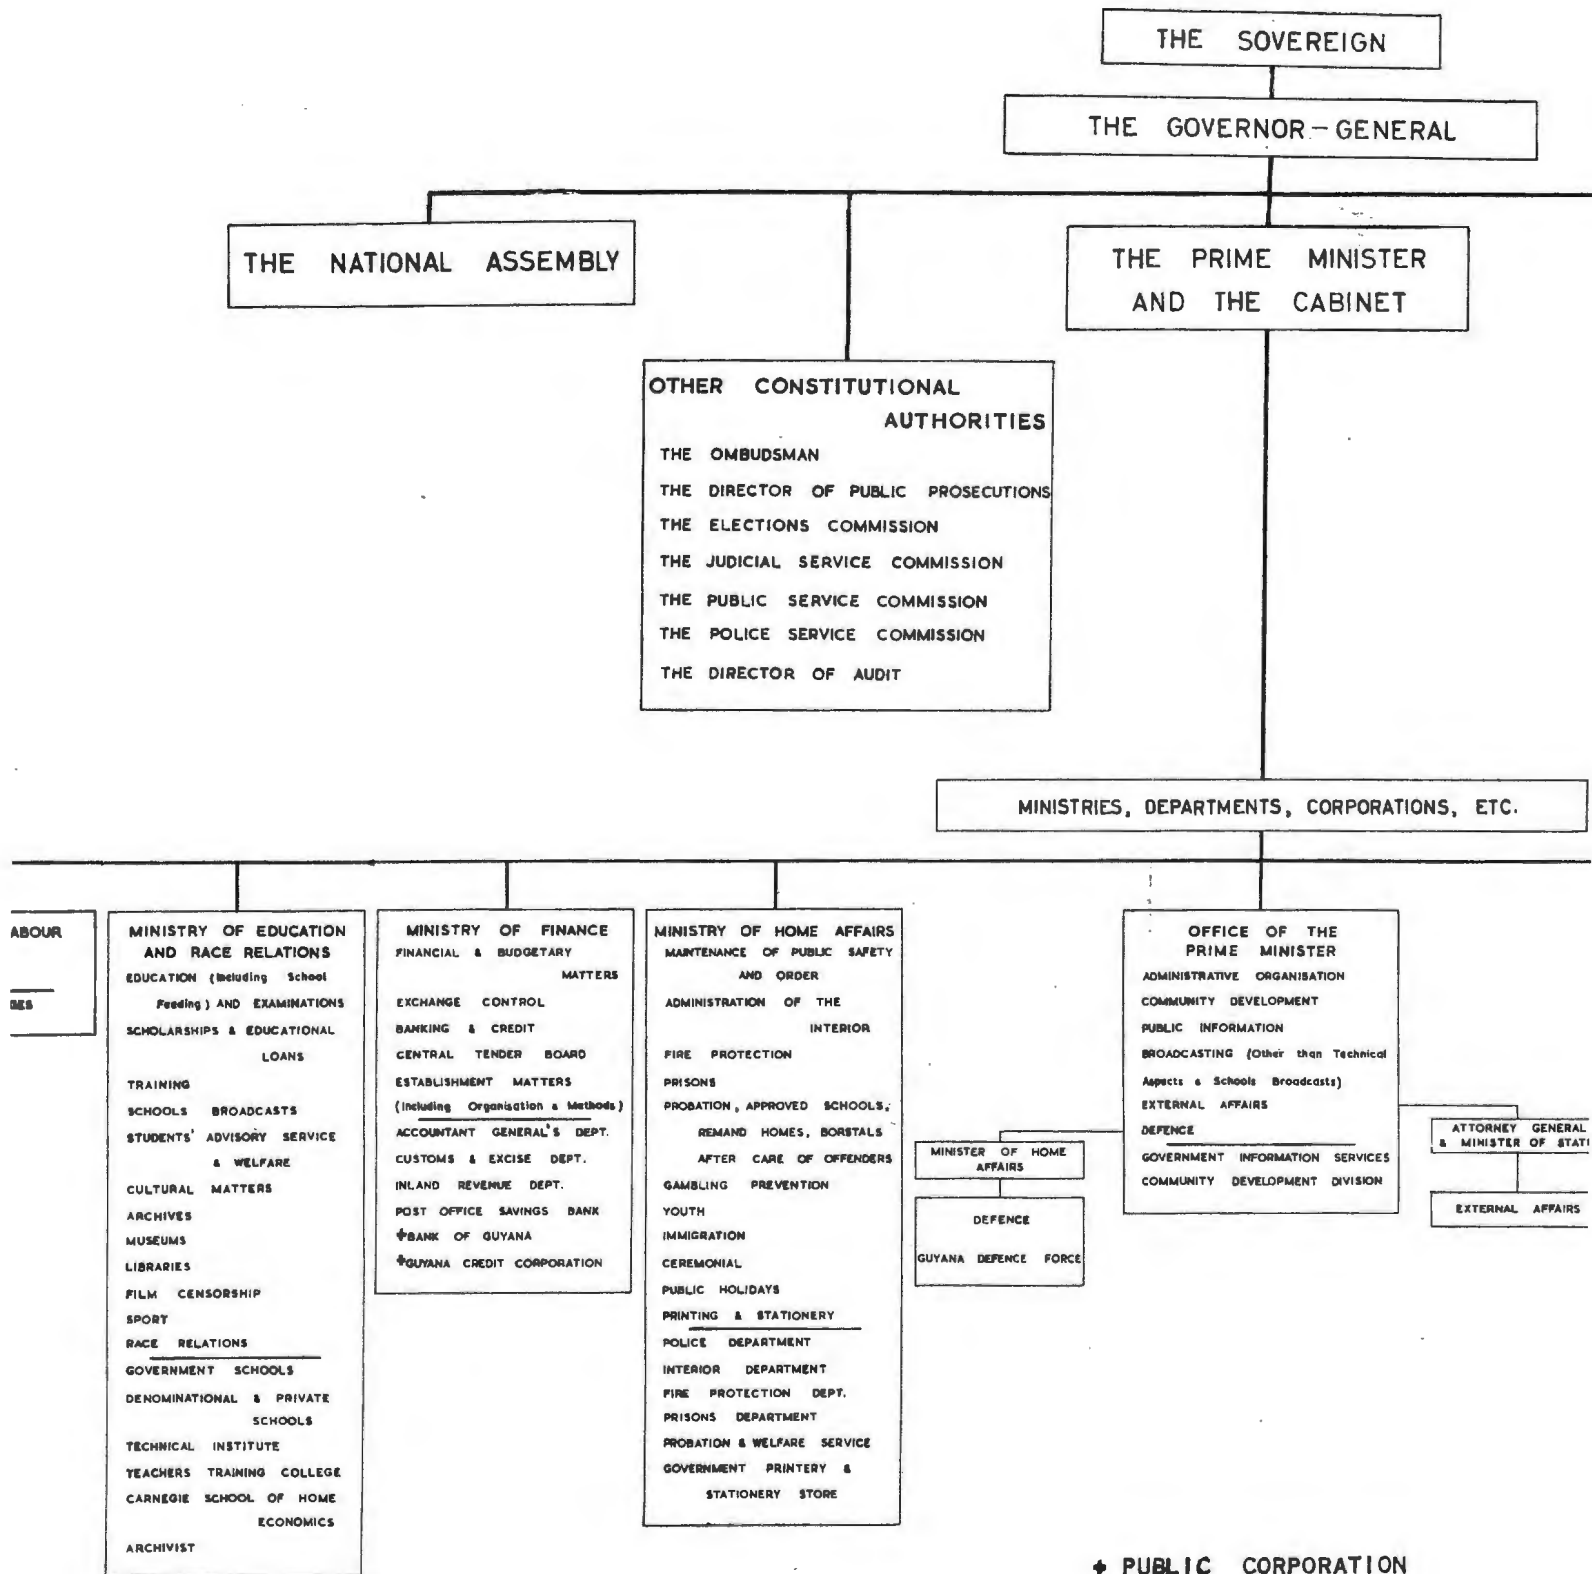 THE SOVEREIGN
THE GOVERNOR-GENERAL
THE NATIONAL ASSEMBLY
THE PRIME MINISTER
AND THE CABINET
OTHER CONSTITUTIONAL
AUTHORITIES
THE OMBUDSMAN
THE DIRECTOR OF PUBLIC PROSECUTIONS
THE ELECTIONS COMMISSION
THE JUDICIAL SERVICE COMMISSION
THE PUBLIC SERVICE COMMISSION
THE POLICE SERVICE COMMISSION
THE DIRECTOR OF AUDIT
MINISTRIES, DEPARTMENTS, CORPORATIONS, ETC.
ABOUR
MINISTRY OF EDUCATION
AND RACE RELATIONS
EDUCATION (Including School
Feeding) AND EXAMINATIONS
SCHOLARSHIPS & EDUCATIONAL
LOANS
TRAINING
SCHOOLS BROADCASTS
STUDENTS' ADVISORY SERVICE
& WELFARE
CULTURAL MATTERS
ARCHIVES
MUSEUMS
LIBRARIES
FILM CENSORSHIP
SPORT
RACE RELATIONS
GOVERNMENT SCHOOLS
DENOMINATIONAL & PRIVATE
SCHOOLS
TECHNICAL INSTITUTE
TEACHERS TRAINING COLLEGE
CARNEGIE SCHOOL OF HOME
ECONOMICS
ARCHIVIST
MINISTRY OF FINANCE
FINANCIAL & BUDGETARY
MATTERS
EXCHANGE CONTROL
BANKING & CREDIT
CENTRAL TENDER BOARD
ESTABLISHMENT MATTERS
(Including Organisation & Methods)
ACCOUNTANT GENERAL'S DEPT.
CUSTOMS & EXCISE DEPT.
INLAND REVENUE DEPT.
POST OFFICE SAVINGS BANK
+BANK OF GUYANA
+GUYANA CREDIT CORPORATION
MINISTRY OF HOME AFFAIRS
MAINTENANCE OF PUBLIC SAFETY
AND ORDER
ADMINISTRATION OF THE
INTERIOR
FIRE PROTECTION
PRISONS
PROBATION, APPROVED SCHOOLS,
REMAND HOMES, BORSTALS
AFTER CARE OF OFFENDERS
GAMBLING PREVENTION
YOUTH
IMMIGRATION
CEREMONIAL
PUBLIC HOLIDAYS
PRINTING & STATIONERY
POLICE DEPARTMENT
INTERIOR DEPARTMENT
FIRE PROTECTION DEPT.
PRISONS DEPARTMENT
PROBATION & WELFARE SERVICE
GOVERNMENT PRINTERY &
STATIONERY STORE
MINISTER OF HOME
AFFAIRS
DEFENCE
GUYANA DEFENCE FORCE
OFFICE OF THE
PRIME MINISTER
ADMINISTRATIVE ORGANISATION
COMMUNITY DEVELOPMENT
PUBLIC INFORMATION
BROADCASTING (Other than Technical
Aspects & Schools Broadcasts)
EXTERNAL AFFAIRS
DEFENCE
GOVERNMENT INFORMATION SERVICES
COMMUNITY DEVELOPMENT DIVISION
ATTORNEY GENERAL
& MINISTER OF STAT
EXTERNAL AFFAIRS
+ PUBLIC CORPORATION